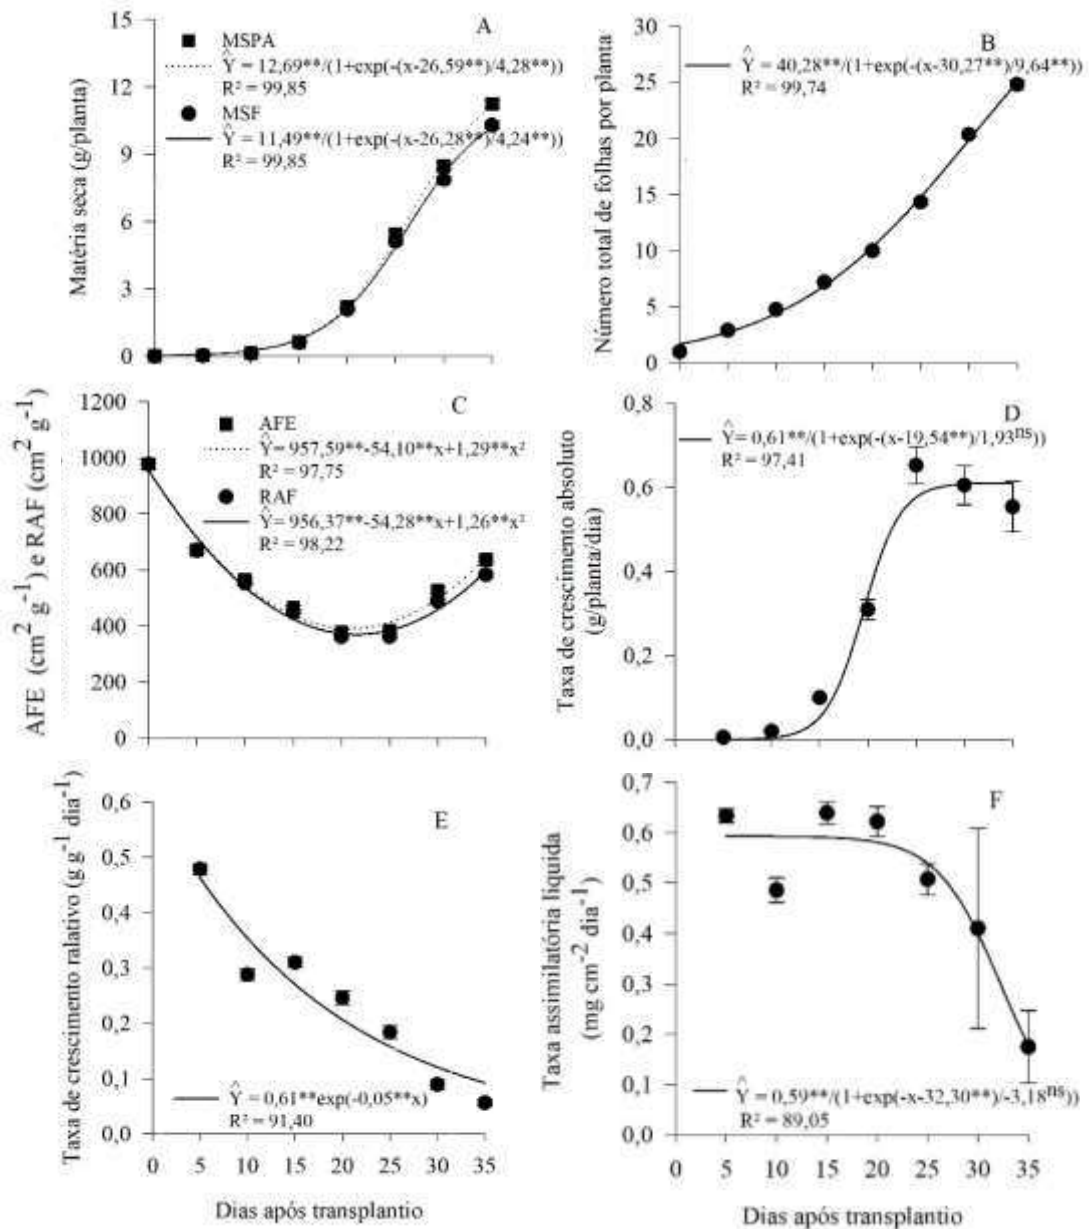 A
MSPA
Ŷ = 12,69**/(1+exp(-(x-26,59**)/4,28**))
R² = 99,85
MSF
Ŷ = 11,49**/(1+exp(-(x-26,28**)/4,24**))
R² = 99,85
Matéria seca (g/planta)
15
12
9
6
3
0
B
Ŷ = 40,28**/(1+exp(-(x-30,27**)/9,64**))
R² = 99,74
Número total de folhas por planta
30
25
20
15
10
5
0
C
AFE
Ŷ= 957,59**-54,10**x+1,29**x²
R² = 97,75
RAF
Ŷ= 956,37**-54,28**x+1,26**x²
R² = 98,22
AFE (cm² g⁻¹) e RAF (cm² g⁻¹)
1200
1000
800
600
400
200
0
D
Ŷ= 0,61**/(1+exp(-(x-19,54**)/1,93ⁿˢ))
R² = 97,41
Taxa de crescimento absoluto
(g/planta/dia)
0,8
0,6
0,4
0,2
0,0
E
Ŷ = 0,61**exp(-0,05**x)
R² = 91,40
Taxa de crescimento ralativo (g g⁻¹ dia⁻¹)
0,6
0,5
0,4
0,3
0,2
0,1
0,0
0 5 10 15 20 25 30 35
Dias após transplantio
F
Ŷ = 0,59**/(1+exp(-x-32,30**)/-3,18ⁿˢ))
R² = 89,05
Taxa assimilatória líquida
(mg cm⁻² dia⁻¹)
0,7
0,6
0,5
0,4
0,3
0,2
0,1
0,0
0 5 10 15 20 25 30 35
Dias após transplantio